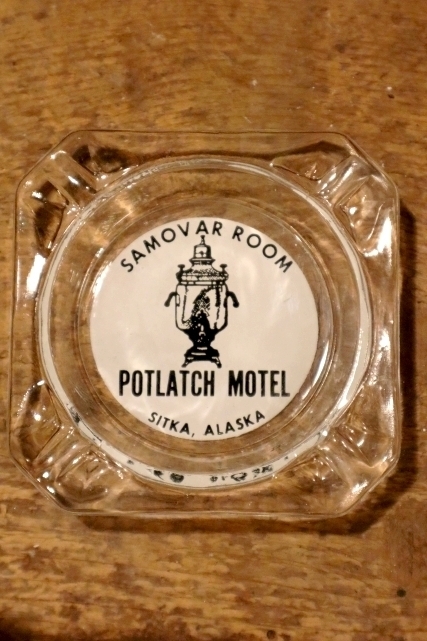 SAMOVAR ROOM
POTLATCH MOTEL
SITKA, ALASKA